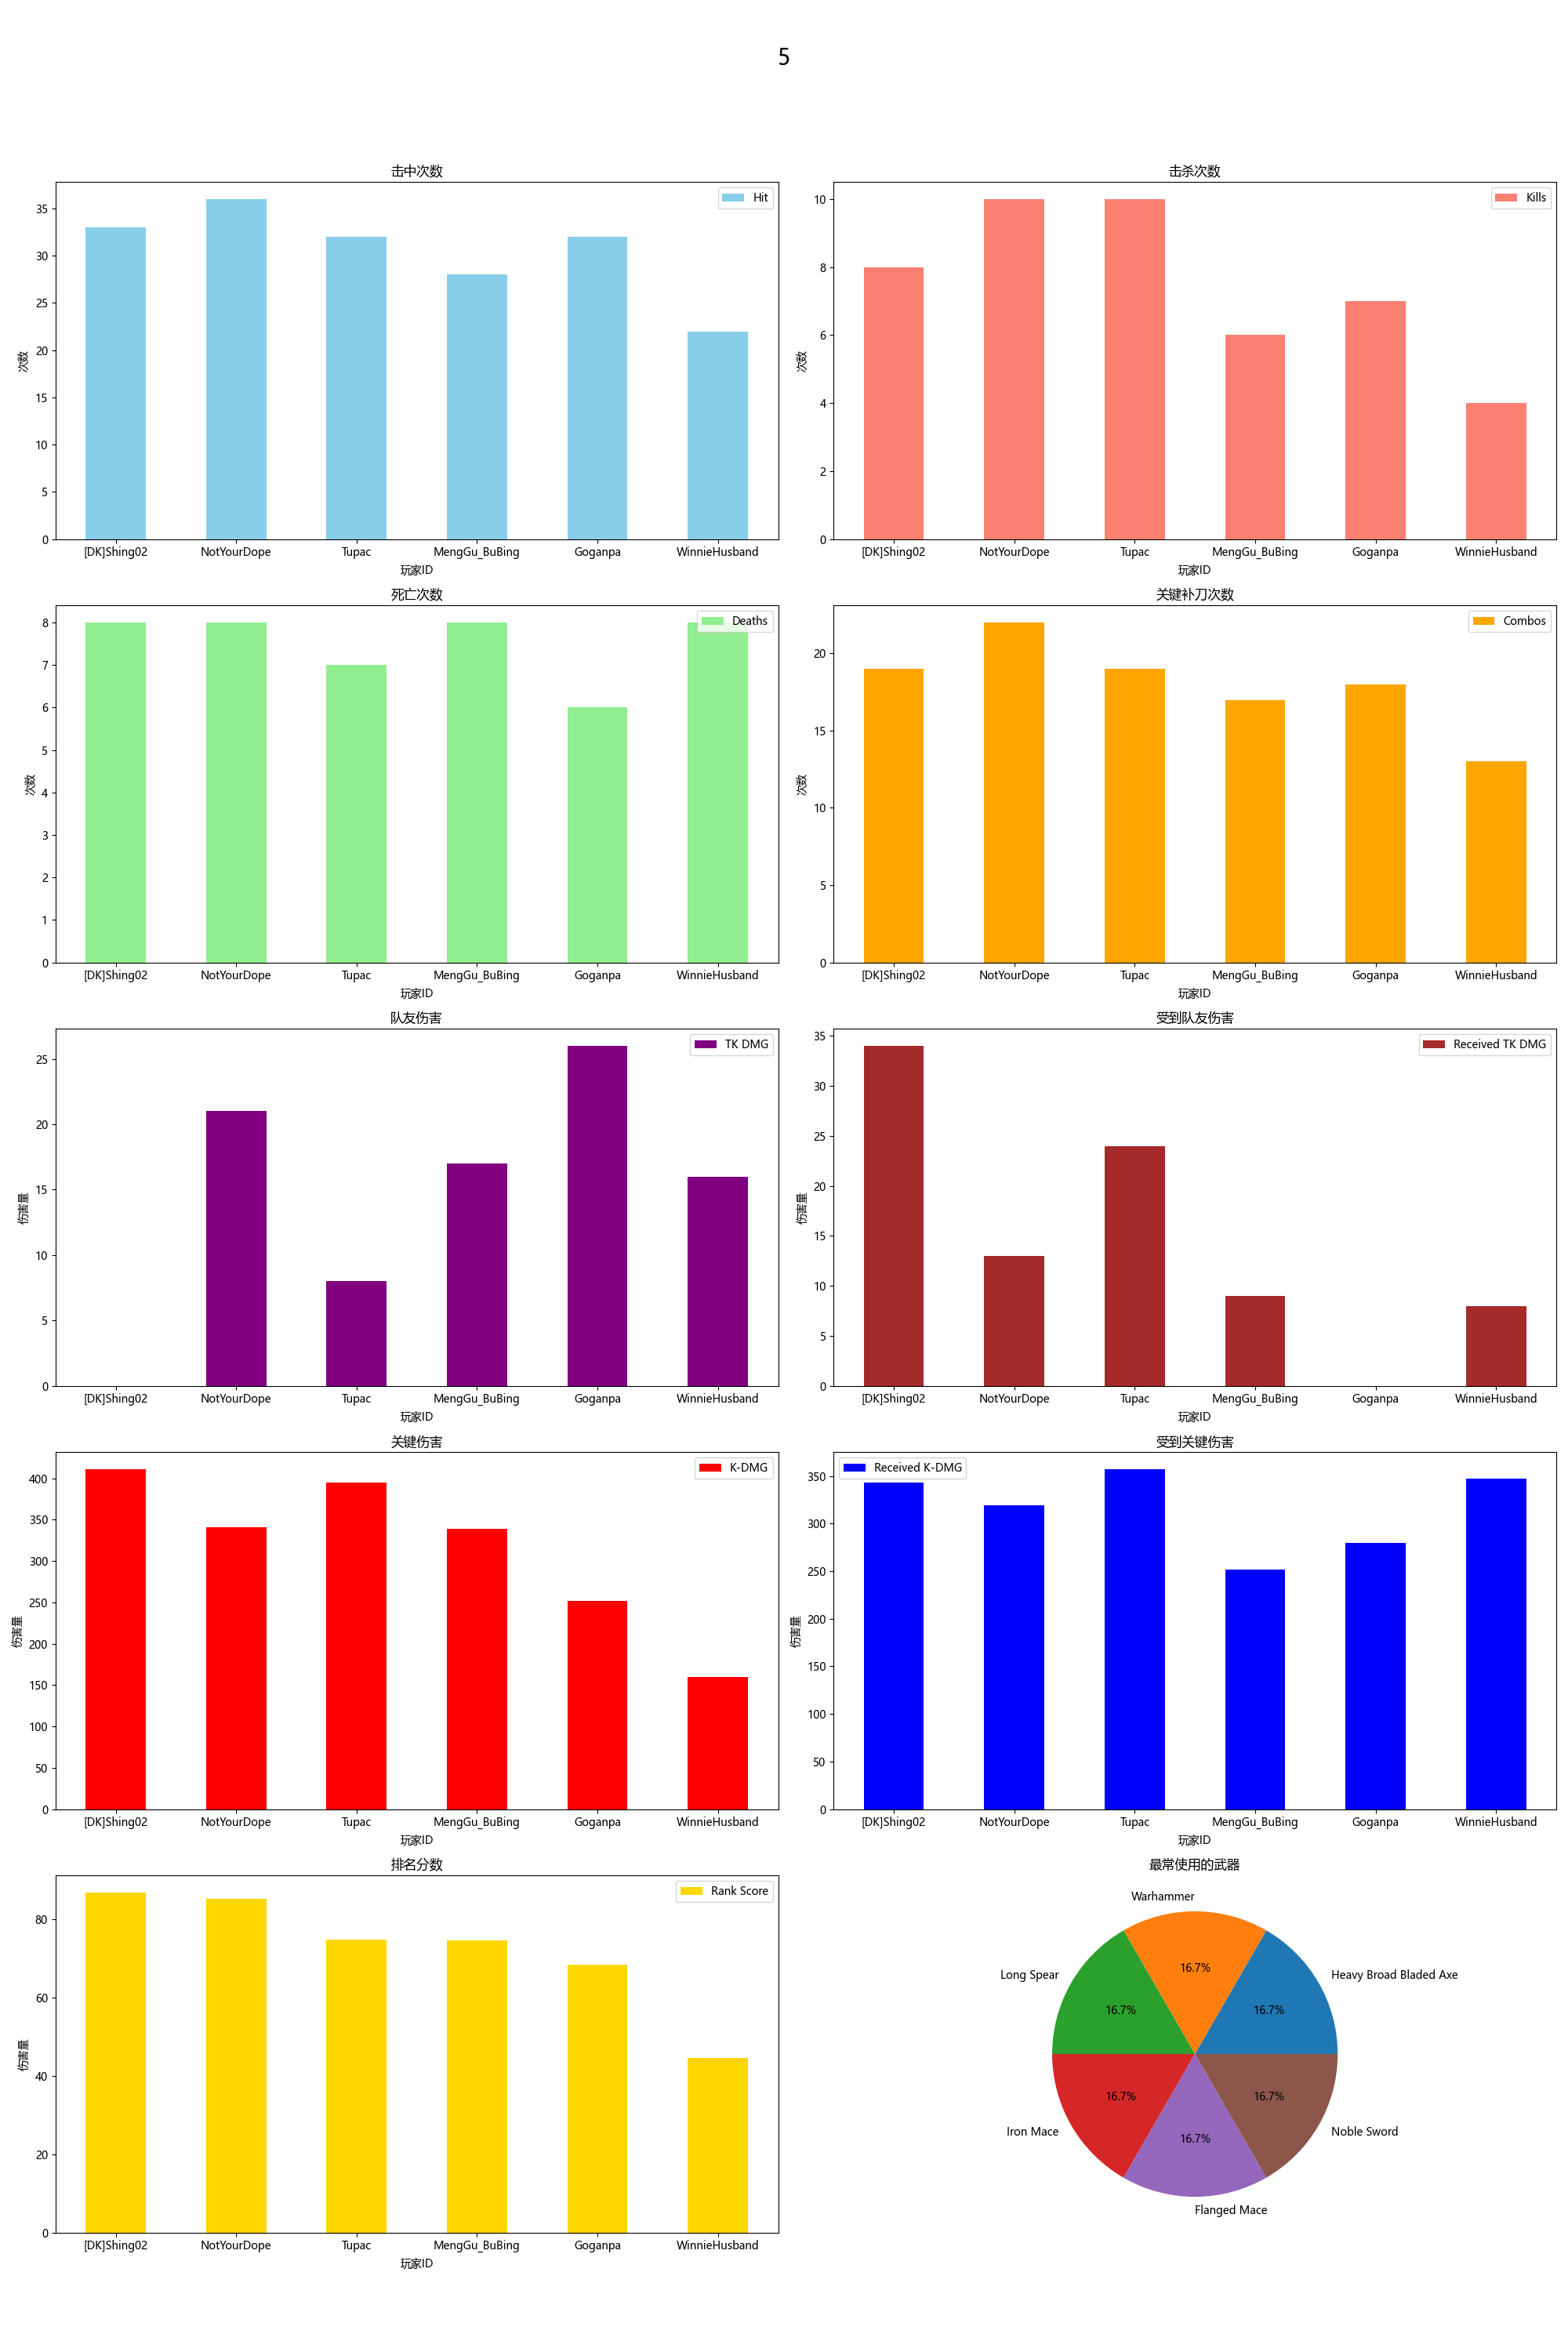 5
击中次数
Hit
35
30
25
20
15
10
5
0
次数
[DK]Shing02 NotYourDope Tupac MengGu_BuBing Goganpa WinnieHusband
玩家ID
击杀次数
Kills
10
8
6
4
2
0
次数
[DK]Shing02 NotYourDope Tupac MengGu_BuBing Goganpa WinnieHusband
玩家ID
死亡次数
Deaths
8
7
6
5
4
3
2
1
0
次数
[DK]Shing02 NotYourDope Tupac MengGu_BuBing Goganpa WinnieHusband
玩家ID
关键补刀次数
Combos
20
15
10
5
0
次数
[DK]Shing02 NotYourDope Tupac MengGu_BuBing Goganpa WinnieHusband
玩家ID
队友伤害
TK DMG
25
20
15
10
5
0
伤害量
[DK]Shing02 NotYourDope Tupac MengGu_BuBing Goganpa WinnieHusband
玩家ID
受到队友伤害
Received TK DMG
35
30
25
20
15
10
5
0
伤害量
[DK]Shing02 NotYourDope Tupac MengGu_BuBing Goganpa WinnieHusband
玩家ID
关键伤害
K-DMG
400
350
300
250
200
150
100
50
0
伤害量
[DK]Shing02 NotYourDope Tupac MengGu_BuBing Goganpa WinnieHusband
玩家ID
受到关键伤害
Received K-DMG
350
300
250
200
150
100
50
0
伤害量
[DK]Shing02 NotYourDope Tupac MengGu_BuBing Goganpa WinnieHusband
玩家ID
排名分数
Rank Score
80
60
40
20
0
伤害量
[DK]Shing02 NotYourDope Tupac MengGu_BuBing Goganpa WinnieHusband
玩家ID
最常使用的武器
Warhammer
Long Spear
Heavy Broad Bladed Axe
16.7%
16.7%
16.7%
16.7%
16.7%
16.7%
Iron Mace
Noble Sword
Flanged Mace